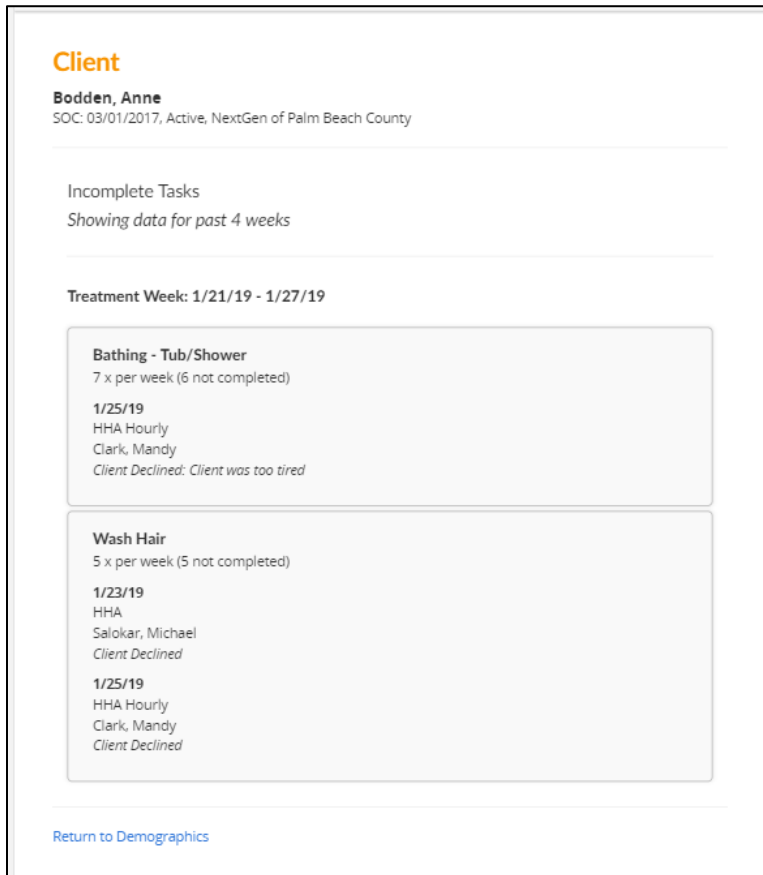 Client
Bodden, Anne
SOC: 03/01/2017, Active, NextGen of Palm Beach County
Incomplete Tasks
Showing data for past 4 weeks
Treatment Week: 1/21/19 - 1/27/19
Bathing - Tub/Shower
7 x per week (6 not completed)
1/25/19
HHA Hourly
Clark, Mandy
Client Declined: Client was too tired
Wash Hair
5 x per week (5 not completed)
1/23/19
HHA
Salokar, Michael
Client Declined
1/25/19
HHA Hourly
Clark, Mandy
Client Declined
Return to Demographics